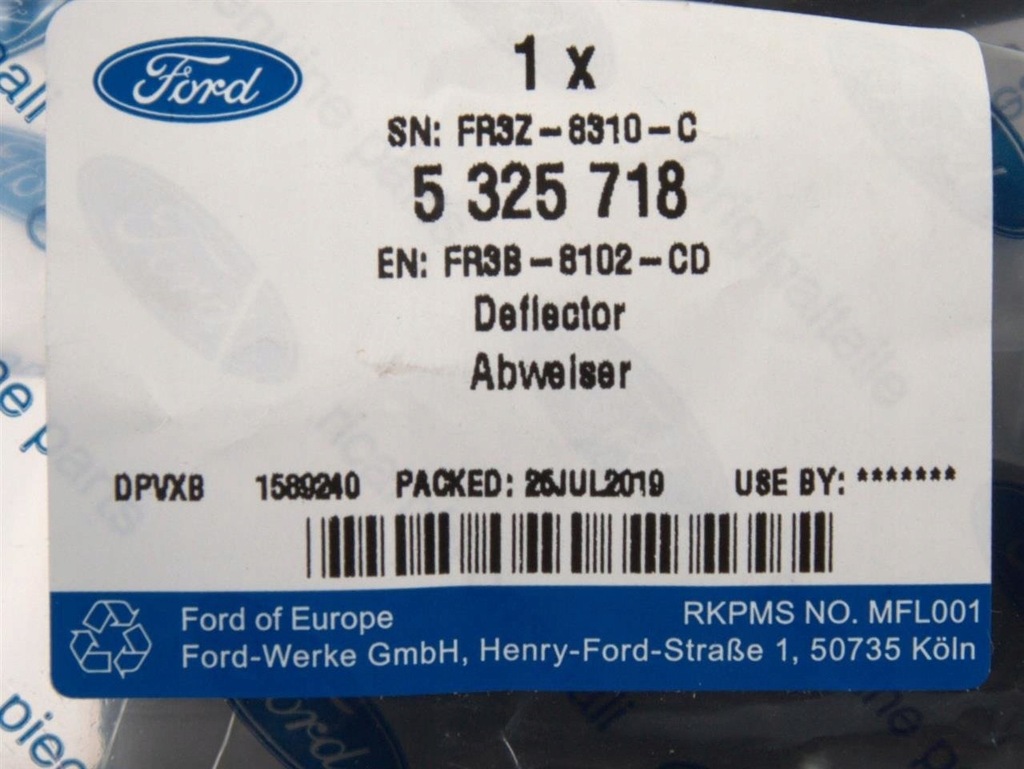 Ford
1 x
SN: FR3Z-8310-C
5 325 718
EN: FR3B-8102-CD
Deflector
Abweiser
DPVXB 1589240 PACKED: 25JUL2019 USE BY: *******
Ford of Europe RKPMS NO. MFL001
Ford-Werke GmbH, Henry-Ford-Straße 1, 50735 Köln
Ford